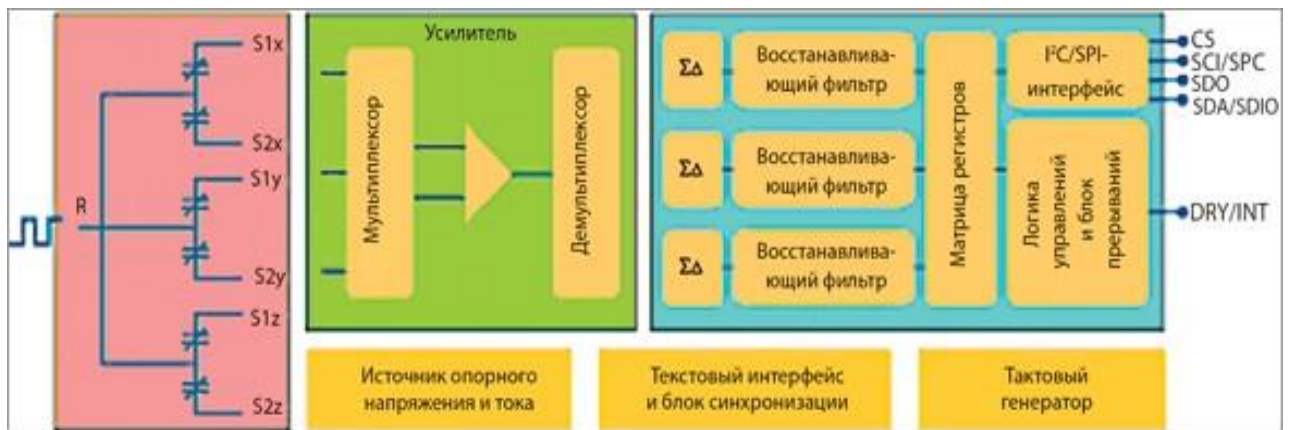 S1x
S2x
S1y
R
S2y
S1z
S2z
Усилитель
Мультиплексор
Демультиплексор
ΣΔ
Восстанавлива-
ющий фильтр
ΣΔ
Восстанавлива-
ющий фильтр
ΣΔ
Восстанавлива-
ющий фильтр
Матрица регистров
I²C/SPI-
интерфейс
Логика
управлений
и блок
прерываний
CS
SCI/SPC
SDO
SDA/SDIO
DRY/INT
Источник опорного
напряжения и тока
Текстовый интерфейс
и блок синхронизации
Тактовый
генератор